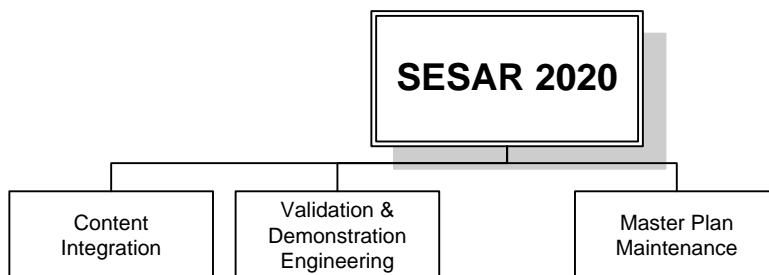 SESAR 2020
Content
Integration
Validation &
Demonstration
Engineering
Master Plan
Maintenance